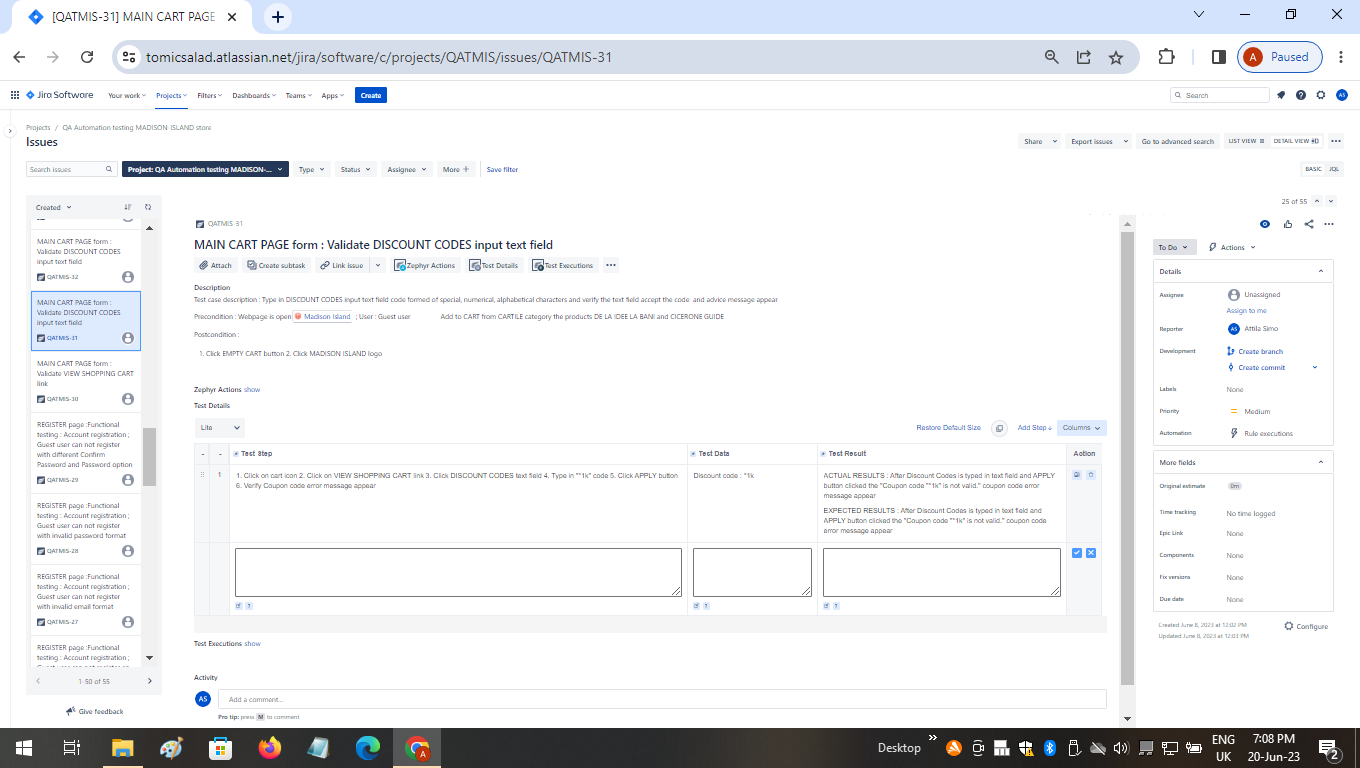 [QATMIS-31] MAIN CART PAGE
tomicsalad.atlassian.net/jira/software/c/projects/QATMIS/issues/QATMIS-31
A Paused
Jira Software Your work Projects Filters Dashboards Teams Apps Create
Search
AS
Projects / QA Automation testing MADISON ISLAND store
Issues
Share Export issues Go to advanced search LIST VIEW DETAIL VIEW
Search issues Project: QA Automation testing MADISON-... Type Status Assignee More + Save filter
BASIC JQL
Created
25 of 55
MAIN CART PAGE form :
Validate DISCOUNT CODES
input text field
QATMIS-32
MAIN CART PAGE form :
Validate DISCOUNT CODES
input text field
QATMIS-31
MAIN CART PAGE form :
Validate VIEW SHOPPING CART
link
QATMIS-30
REGISTER page :Functional
testing : Account registration ;
Guest user can not register
with different Confirm
Password and Password option
QATMIS-29
REGISTER page :Functional
testing : Account registration ;
Guest user can not register
with invalid password format
QATMIS-28
REGISTER page :Functional
testing : Account registration ;
Guest user can not register
with invalid email format
QATMIS-27
REGISTER page :Functional
testing : Account registration ;
1-50 of 55
Give feedback
QATMIS-31
MAIN CART PAGE form : Validate DISCOUNT CODES input text field
Attach Create subtask Link issue Zephyr Actions Test Details Test Executions
Description
Test case description : Type in DISCOUNT CODES input text field code formed of special, numerical, alphabetical characters and verify the text field accept the code and advice message appear
Precondition : Webpage is open Madison Island ; User : Guest user Add to CART from CARTILE category the products DE LA IDEE LA BANI and CICERONE GUIDE
Postcondition :
1. Click EMPTY CART button 2. Click MADISON ISLAND logo
Zephyr Actions show
Test Details
Lite Restore Default Size Add Step Columns
- - Test Step Test Data Test Result Action
1 1. Click on cart icon 2. Click on VIEW SHOPPING CART link 3. Click DISCOUNT CODES text field 4. Type in "*1k" code 5. Click APPLY button
6. Verify Coupon code error message appear
Discount code : "1k
ACTUAL RESULTS : After Discount Codes is typed in text field and APPLY
button clicked the "Coupon code "*1k" is not valid." coupon code error
message appear
EXPECTED RESULTS : After Discount Codes is typed in text field and
APPLY button clicked the "Coupon code "*1k" is not valid." coupon code
error message appear
? ? ?
Test Executions show
Activity
AS Add a comment...
Pro tip: press M to comment
To Do Actions
Details
Assignee Unassigned
Assign to me
Reporter AS Attila Simo
Development Create branch
Create commit
Labels None
Priority Medium
Automation Rule executions
More fields
Original estimate 0m
Time tracking No time logged
Epic Link None
Components None
Fix versions None
Due date None
Created June 8, 2023 at 12:02 PM
Updated June 8, 2023 at 12:03 PM
Configure
Desktop
ENG
UK
7:08 PM
20-Jun-23
2